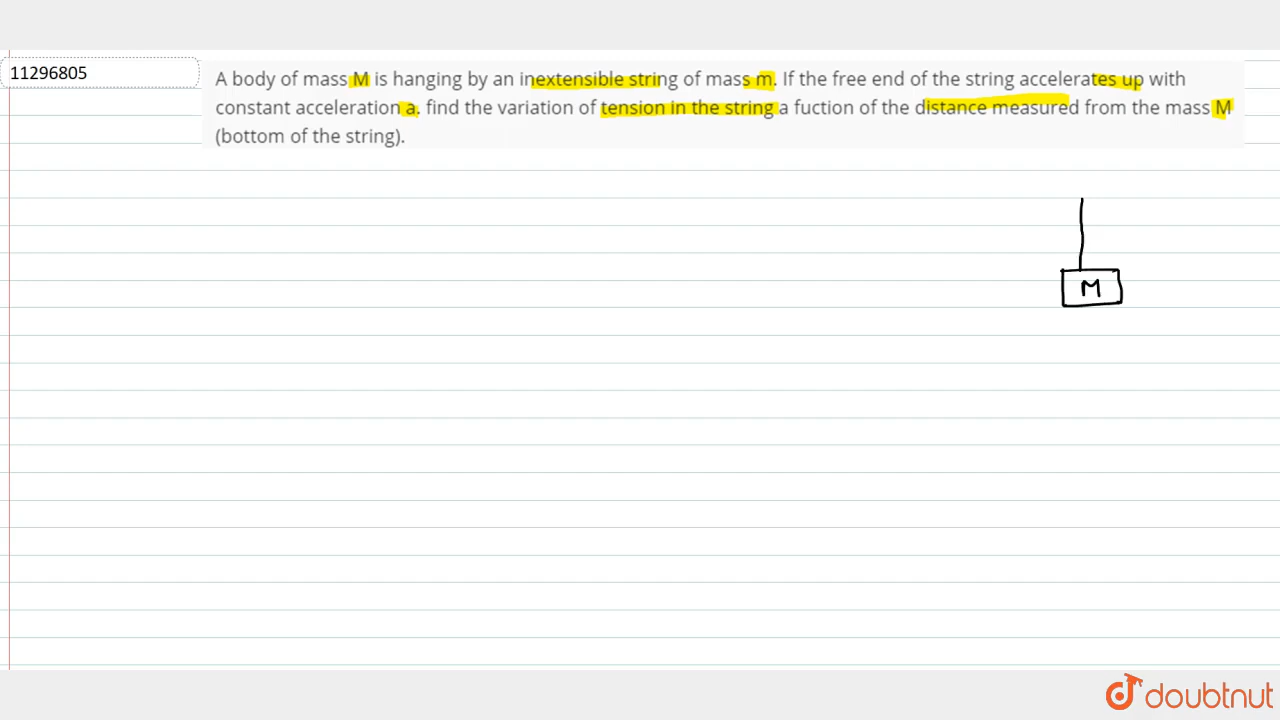 11296805
A body of mass M is hanging by an inextensible string of mass m. If the free end of the string accelerates up with
constant acceleration a. find the variation of tension in the string a fuction of the distance measured from the mass M
(bottom of the string).
M
doubtnut